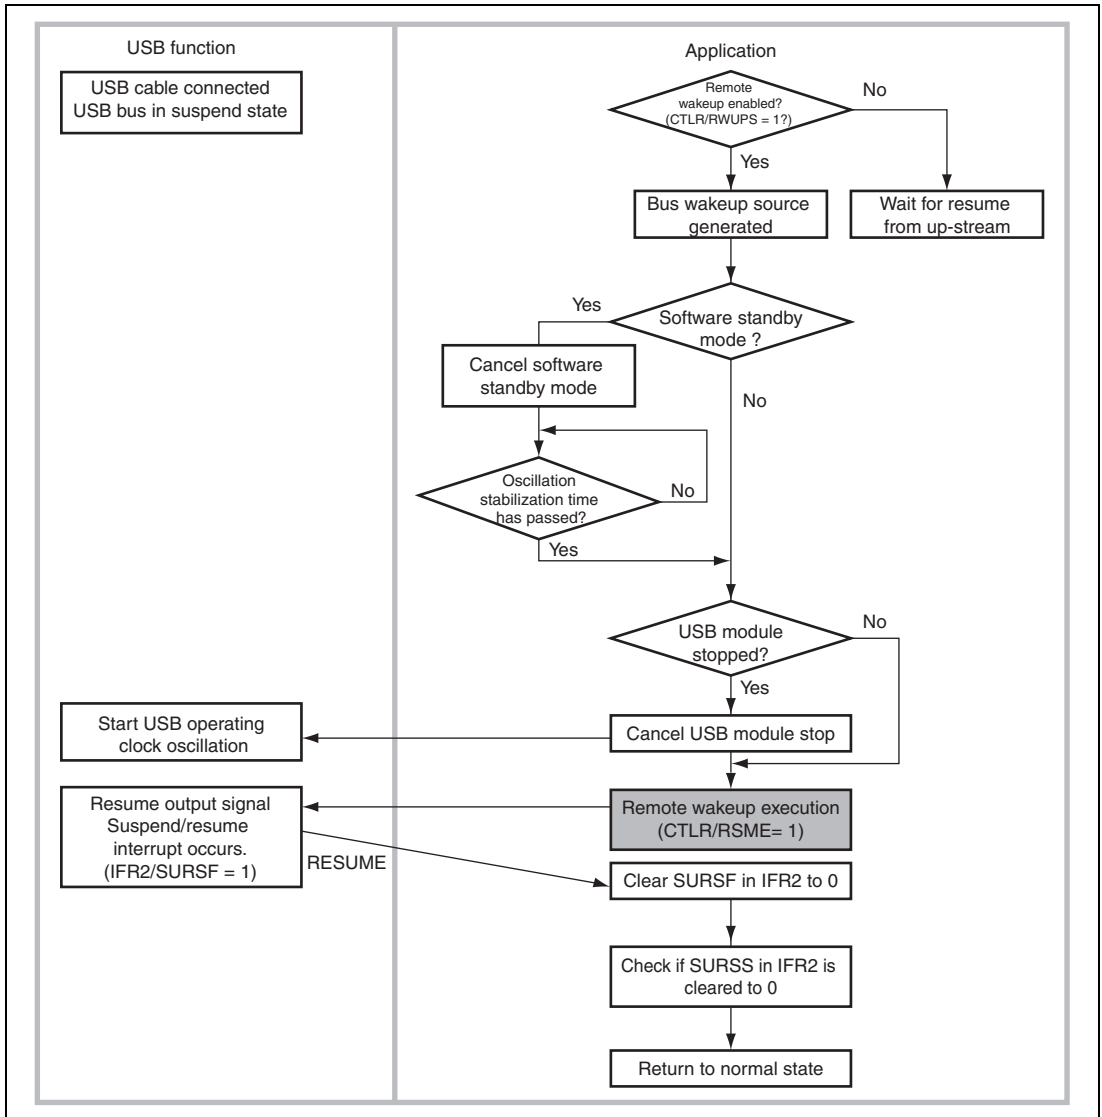 USB function
USB cable connected
USB bus in suspend state
Application
Remote
wakeup enabled?
(CTLR/RWUPS = 1?)
No
Yes
Bus wakeup source
generated
Wait for resume
from up-stream
Yes
Software standby
mode ?
Cancel software
standby mode
No
Oscillation
stabilization time
has passed?
No
Yes
USB module
stopped?
No
Yes
Start USB operating
clock oscillation
Cancel USB module stop
Resume output signal
Suspend/resume
interrupt occurs.
(IFR2/SURSF = 1)
Remote wakeup execution
(CTLR/RSME= 1)
RESUME
Clear SURSF in IFR2 to 0
Check if SURSS in IFR2 is
cleared to 0
Return to normal state